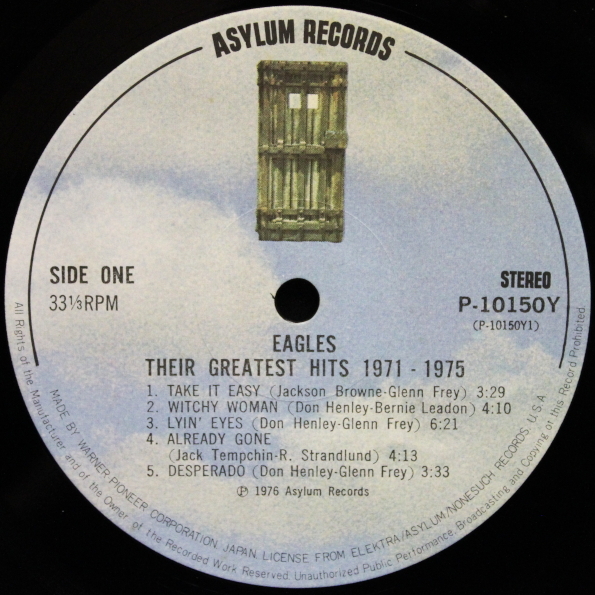 ASYLUM RECORDS
SIDE ONE
33⅓RPM
STEREO
P-10150Y
(P-10150Y1)
EAGLES
THEIR GREATEST HITS 1971 - 1975
1. TAKE IT EASY (Jackson Browne-Glenn Frey) 3:29
2. WITCHY WOMAN (Don Henley-Bernie Leadon) 4:10
3. LYIN' EYES (Don Henley-Glenn Frey) 6:21
4. ALREADY GONE
(Jack Tempchin-R. Strandlund) 4:13
5. DESPERADO (Don Henley-Glenn Frey) 3:33
℗ 1976 Asylum Records
MADE BY WARNER-PIONEER CORPORATION, JAPAN. LICENSE FROM ELEKTRA/ASYLUM/NONESUCH RECORDS, U.S.A.
All Rights of the Manufacturer and of the Owner of the Recorded Work Reserved. Unauthorized Public Performance, Broadcasting and Copying of this Record Prohibited.